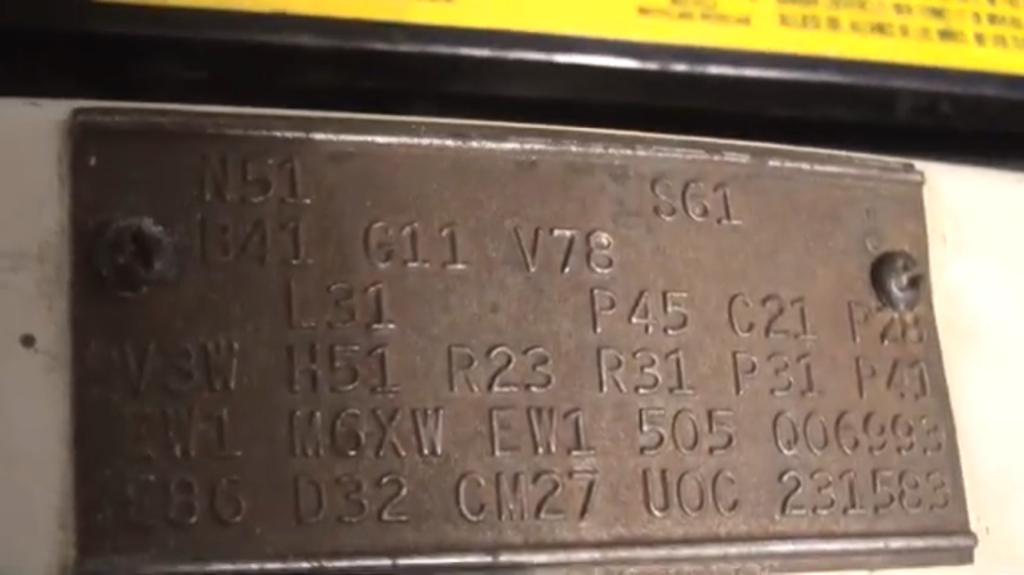 N51 S61
B41 G11 V78
L31 P45 C21 P28
V3W H51 R23 R31 P31 P41
EW1 M6XW EW1 505 Q06993
E86 D32 CM27 U0C 231583